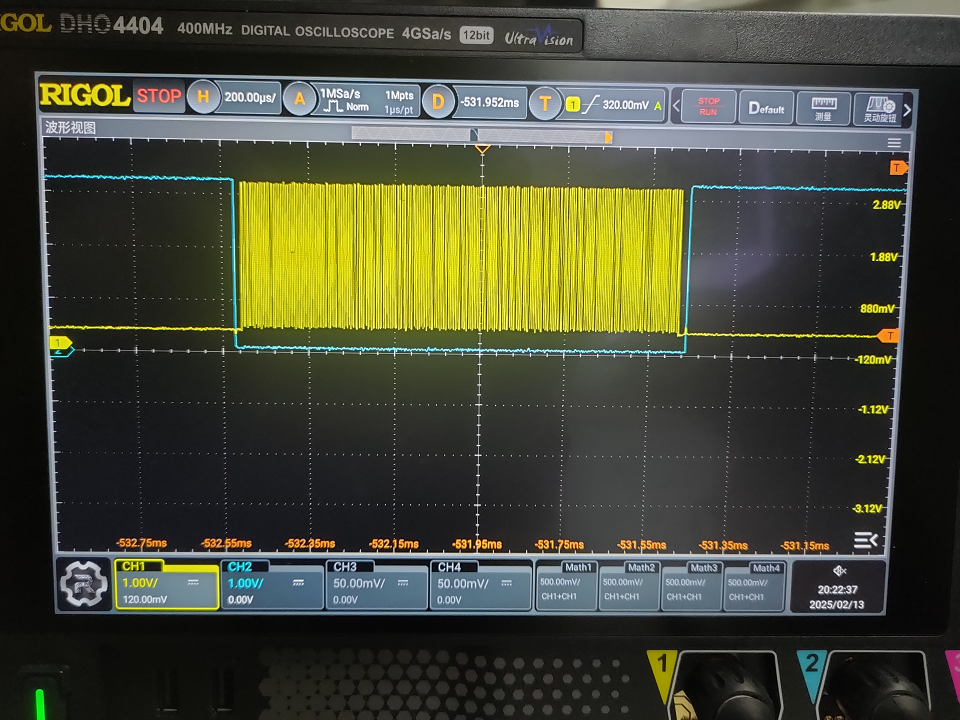 RIGOL DHO4404 400MHz DIGITAL OSCILLOSCOPE 4GSa/s 12bit UltraVision
RIGOL STOP H 200.00μs/ A 1MSa/s Norm 1Mpts 1μs/pt D -531.952ms T 1 320.00mV A STOP RUN Default 测量 灵动旋钮
波形视图
T
2.88V
1.88V
880mV
T
1
2
-120mV
-1.12V
-2.12V
-3.12V
-532.75ms -532.55ms -532.35ms -532.15ms -531.95ms -531.75ms -531.55ms -531.35ms -531.15ms
CH1 CH2 CH3 CH4 Math1 Math2 Math3 Math4
1.00V/ 1.00V/ 50.00mV/ 50.00mV/ 500.00mV/ 500.00mV/ 500.00mV/ 500.00mV/
120.00mV 0.00V 0.00V 0.00V CH1+CH1 CH1+CH1 CH1+CH1 CH1+CH1
20:22:37
2025/02/13
1 2 3